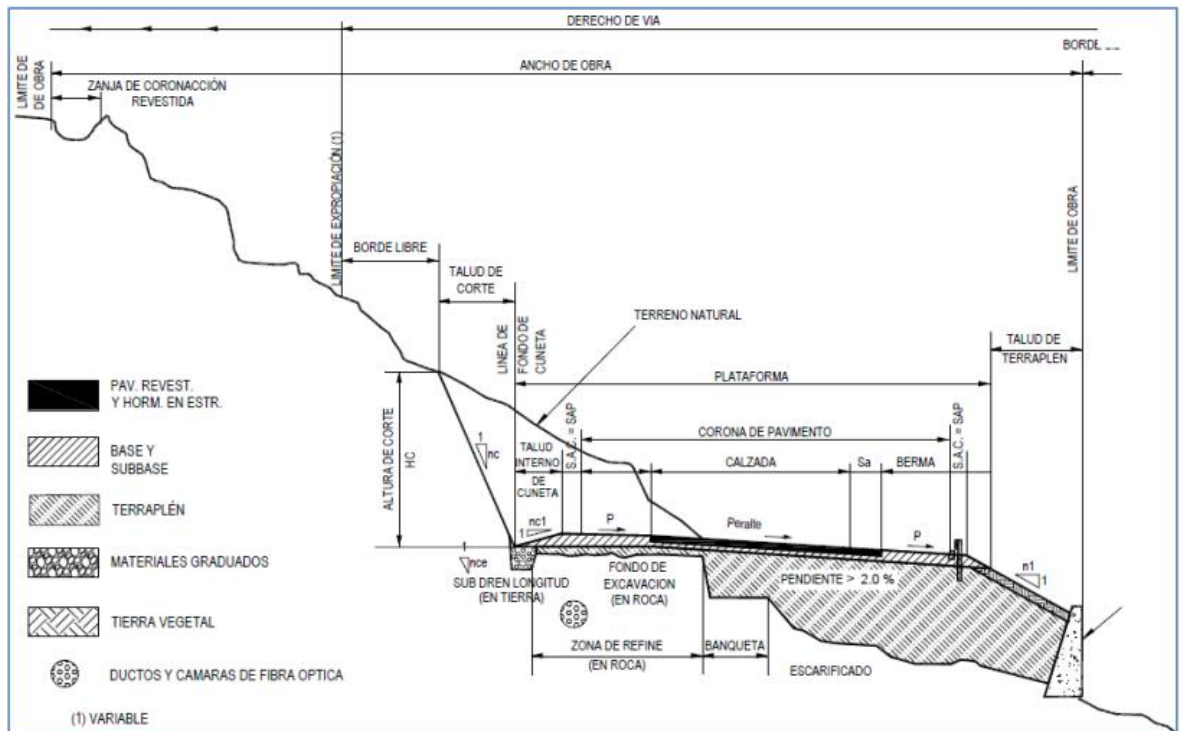 DERECHO DE VIA
ANCHO DE OBRA
LIMITE DE
DE OBRA
ZANJA DE CORONACCIÓN
REVESTIDA
LIMITE DE EXPROPIACIÓN (1)
BORDE LIBRE
TALUD DE
CORTE
LINEA DE
FONDO DE
CUNETA
TERRENO NATURAL
LIMITE DE OBRA
TALUD DE
TERRAPLEN
PLATAFORMA
S.A.C. = SAP
CORONA DE PAVIMENTO
S.A.C. = SAP
ALTURA DE CORTE
HC
1
nc
TALUD
INTERNO
DE
CUNETA
CALZADA
Sa
BERMA
nc1
1
P
Peralte
P
n1
1
1
nce
SUB DREN LONGITUD
(EN TIERRA)
FONDO DE
EXCAVACION
(EN ROCA)
PENDIENTE > 2.0 %
ZONA DE REFINE
(EN ROCA)
BANQUETA
ESCARIFICADO
PAV. REVEST.
Y HORM. EN ESTR.
BASE Y
SUBBASE
TERRAPLÉN
MATERIALES GRADUADOS
TIERRA VEGETAL
DUCTOS Y CAMARAS DE FIBRA OPTICA
(1) VARIABLE